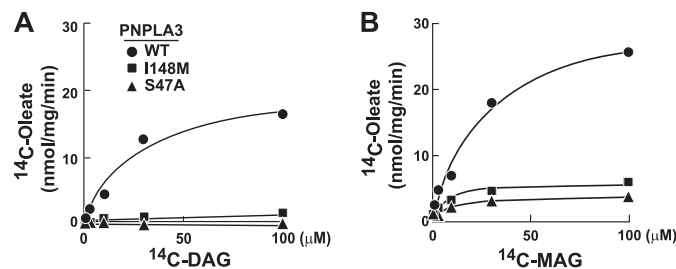 A
PNPLA3
● WT
■ I148M
▲ S47A
30
20
10
0
1
50
100 (µM)
¹⁴C-Oleate
(nmol/mg/min)
¹⁴C-DAG
B
30
20
10
0
0
50
100 (µM)
¹⁴C-Oleate
(nmol/mg/min)
¹⁴C-MAG